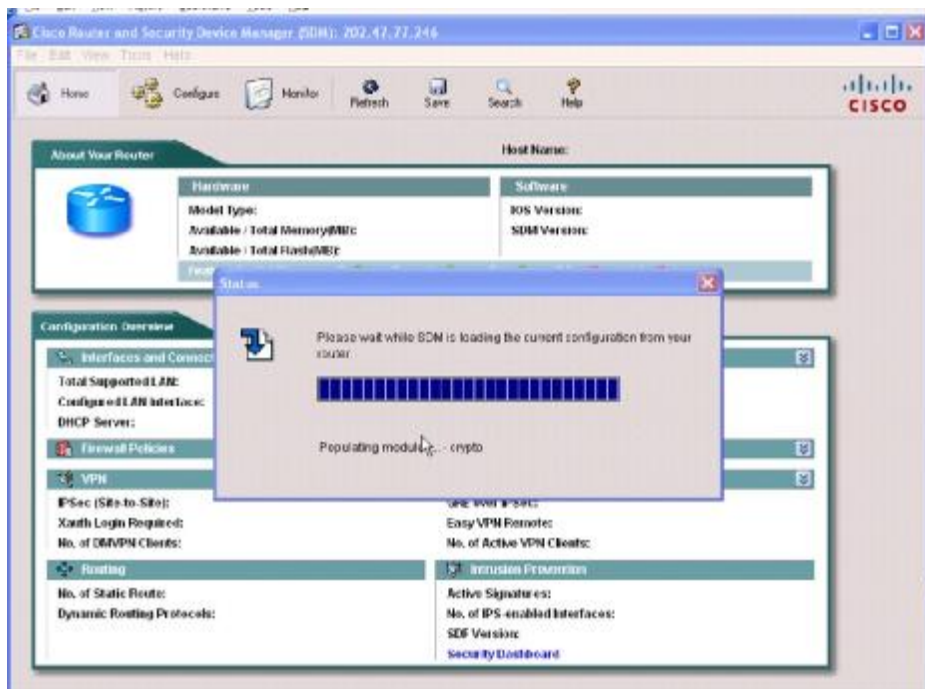 Cisco Router and Security Device Manager (SDM): 202.47.77.246
File Edit View Tools Help
Home Configure Monitor Refresh Save Search Help
CISCO
About Your Router
Host Name:
Hardware Software
Model Type: IOS Version:
Available / Total Memory(MB): SDM Version:
Available / Total Flash(MB):
Status
Please wait while SDM is loading the current configuration from your
router
Populating module... - crypto
Configuration Overview
Interfaces and Connect
Total Supported LAN:
Configured LAN Interface:
DHCP Server:
Firewall Policies
VPN
IPSec (Site-to-Site): GRE over IPSec:
Xauth Login Required: Easy VPN Remote:
No. of DMVPN Clients: No. of Active VPN Clients:
Routing Intrusion Prevention
No. of Static Route: Active Signatures:
Dynamic Routing Protocols: No. of IPS-enabled Interfaces:
SDF Version:
Security Dashboard